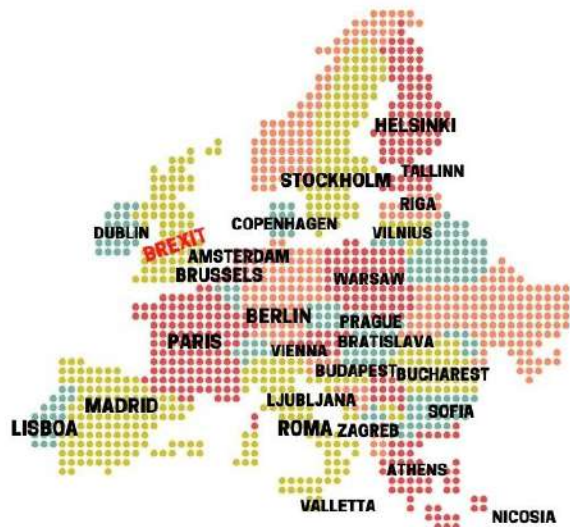 HELSINKI
TALLINN
STOCKHOLM
RIGA
COPENHAGEN
VILNIUS
DUBLIN
BREXIT
AMSTERDAM
BRUSSELS
WARSAW
BERLIN
PRAGUE
PARIS
BRATISLAVA
VIENNA
BUDAPEST
BUCHAREST
LJUBLJANA
MADRID
SOFIA
LISBOA
ROMA
ZAGREB
ATHENS
VALLETTA
NICOSIA